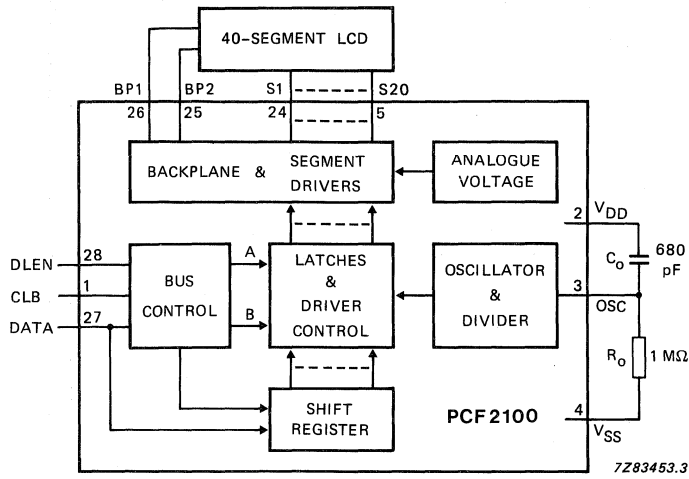 40-SEGMENT LCD
BP1 BP2 S1 S20
26 25 24 5
BACKPLANE & SEGMENT DRIVERS
ANALOGUE VOLTAGE
2 VDD
DLEN 28
CLB 1
DATA 27
BUS CONTROL
A
B
LATCHES & DRIVER CONTROL
OSCILLATOR & DIVIDER
Co 680 pF
3 OSC
Ro 1 MΩ
SHIFT REGISTER
PCF2100
4 VSS
7Z83453.3